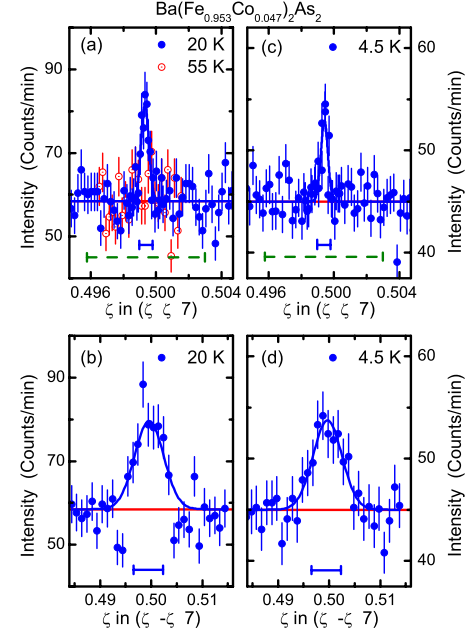 Ba(Fe0.953Co0.047)2As2
(a) 20 K
55 K
(c) 4.5 K
90
70
50
60
50
40
Intensity (Counts/min)
Intensity (Counts/min)
0.496 0.500 0.504
0.496 0.500 0.504
ζ in (ζ ζ 7)
ζ in (ζ ζ 7)
(b) 20 K
(d) 4.5 K
90
70
50
60
50
40
Intensity (Counts/min)
Intensity (Counts/min)
0.49 0.50 0.51
0.49 0.50 0.51
ζ in (ζ -ζ 7)
ζ in (ζ -ζ 7)